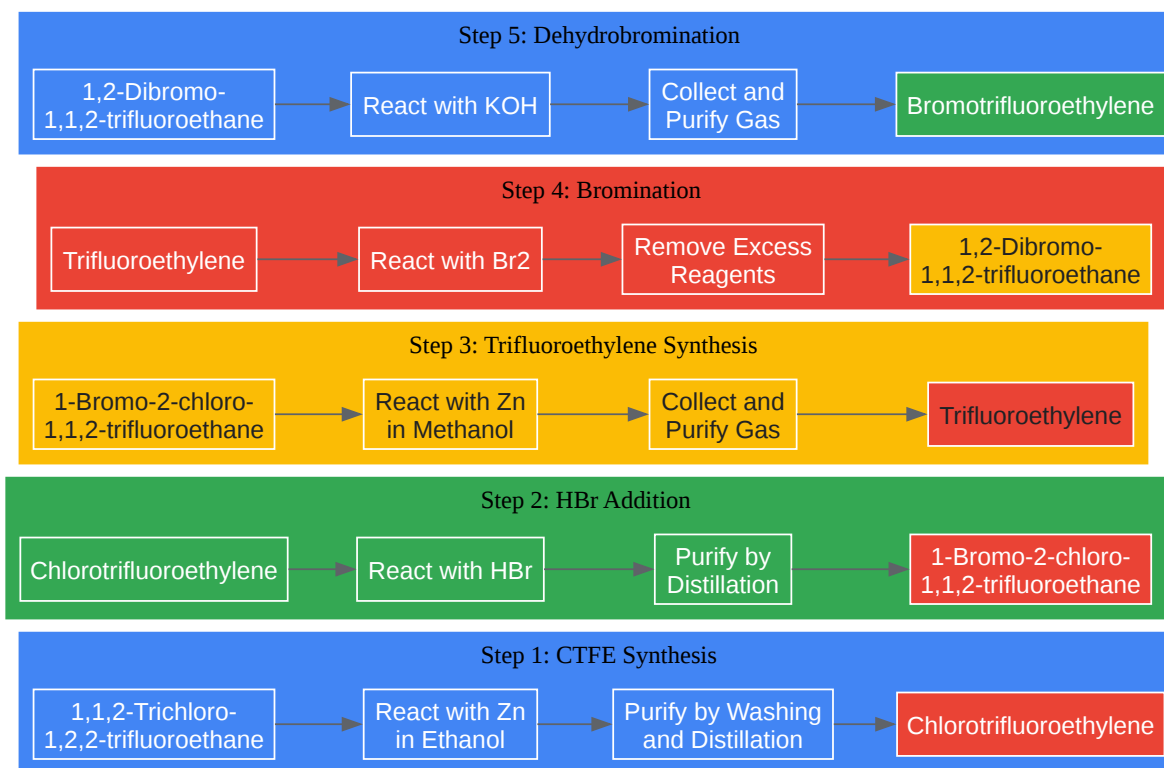 Step 5: Dehydrobromination
1,2-Dibromo-
1,1,2-trifluoroethane
React with KOH
Collect and
Purify Gas
Bromotrifluoroethylene
Step 4: Bromination
Trifluoroethylene
React with Br2
Remove Excess
Reagents
1,2-Dibromo-
1,1,2-trifluoroethane
Step 3: Trifluoroethylene Synthesis
1-Bromo-2-chloro-
1,1,2-trifluoroethane
React with Zn
in Methanol
Collect and
Purify Gas
Trifluoroethylene
Step 2: HBr Addition
Chlorotrifluoroethylene
React with HBr
Purify by
Distillation
1-Bromo-2-chloro-
1,1,2-trifluoroethane
Step 1: CTFE Synthesis
1,1,2-Trichloro-
1,2,2-trifluoroethane
React with Zn
in Ethanol
Purify by Washing
and Distillation
Chlorotrifluoroethylene